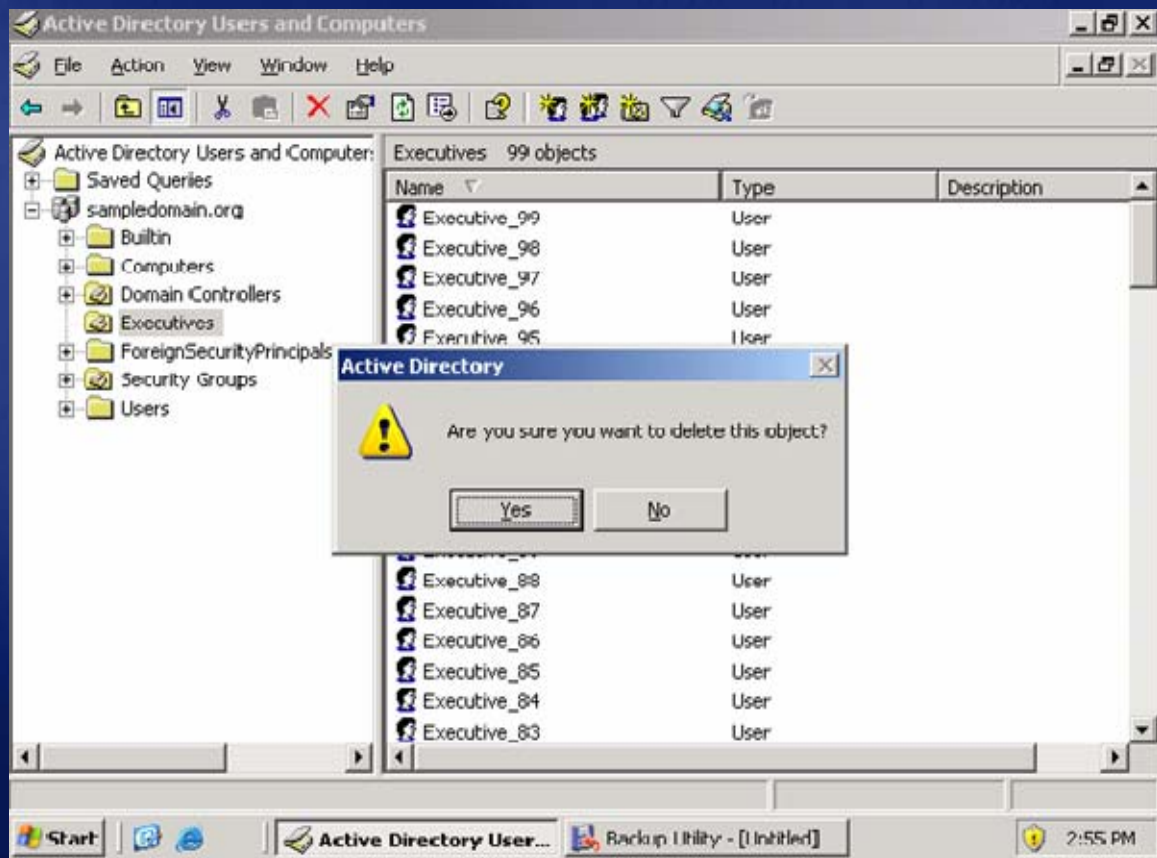 Active Directory Users and Computers
File Action View Window Help
Active Directory Users and Computer:
Saved Queries
sampledomain.org
Builtin
Computers
Domain Controllers
Executives
ForeignSecurityPrincipals
Security Groups
Users
Executives 99 objects
Name Type Description
Executive_99 User
Executive_98 User
Executive_97 User
Executive_96 User
Executive_95 User
Active Directory
Are you sure you want to delete this object?
Yes No
Executive_88 User
Executive_87 User
Executive_86 User
Executive_85 User
Executive_84 User
Executive_83 User
Start Active Directory User... Backup Utility - [Untitled] 2:55 PM